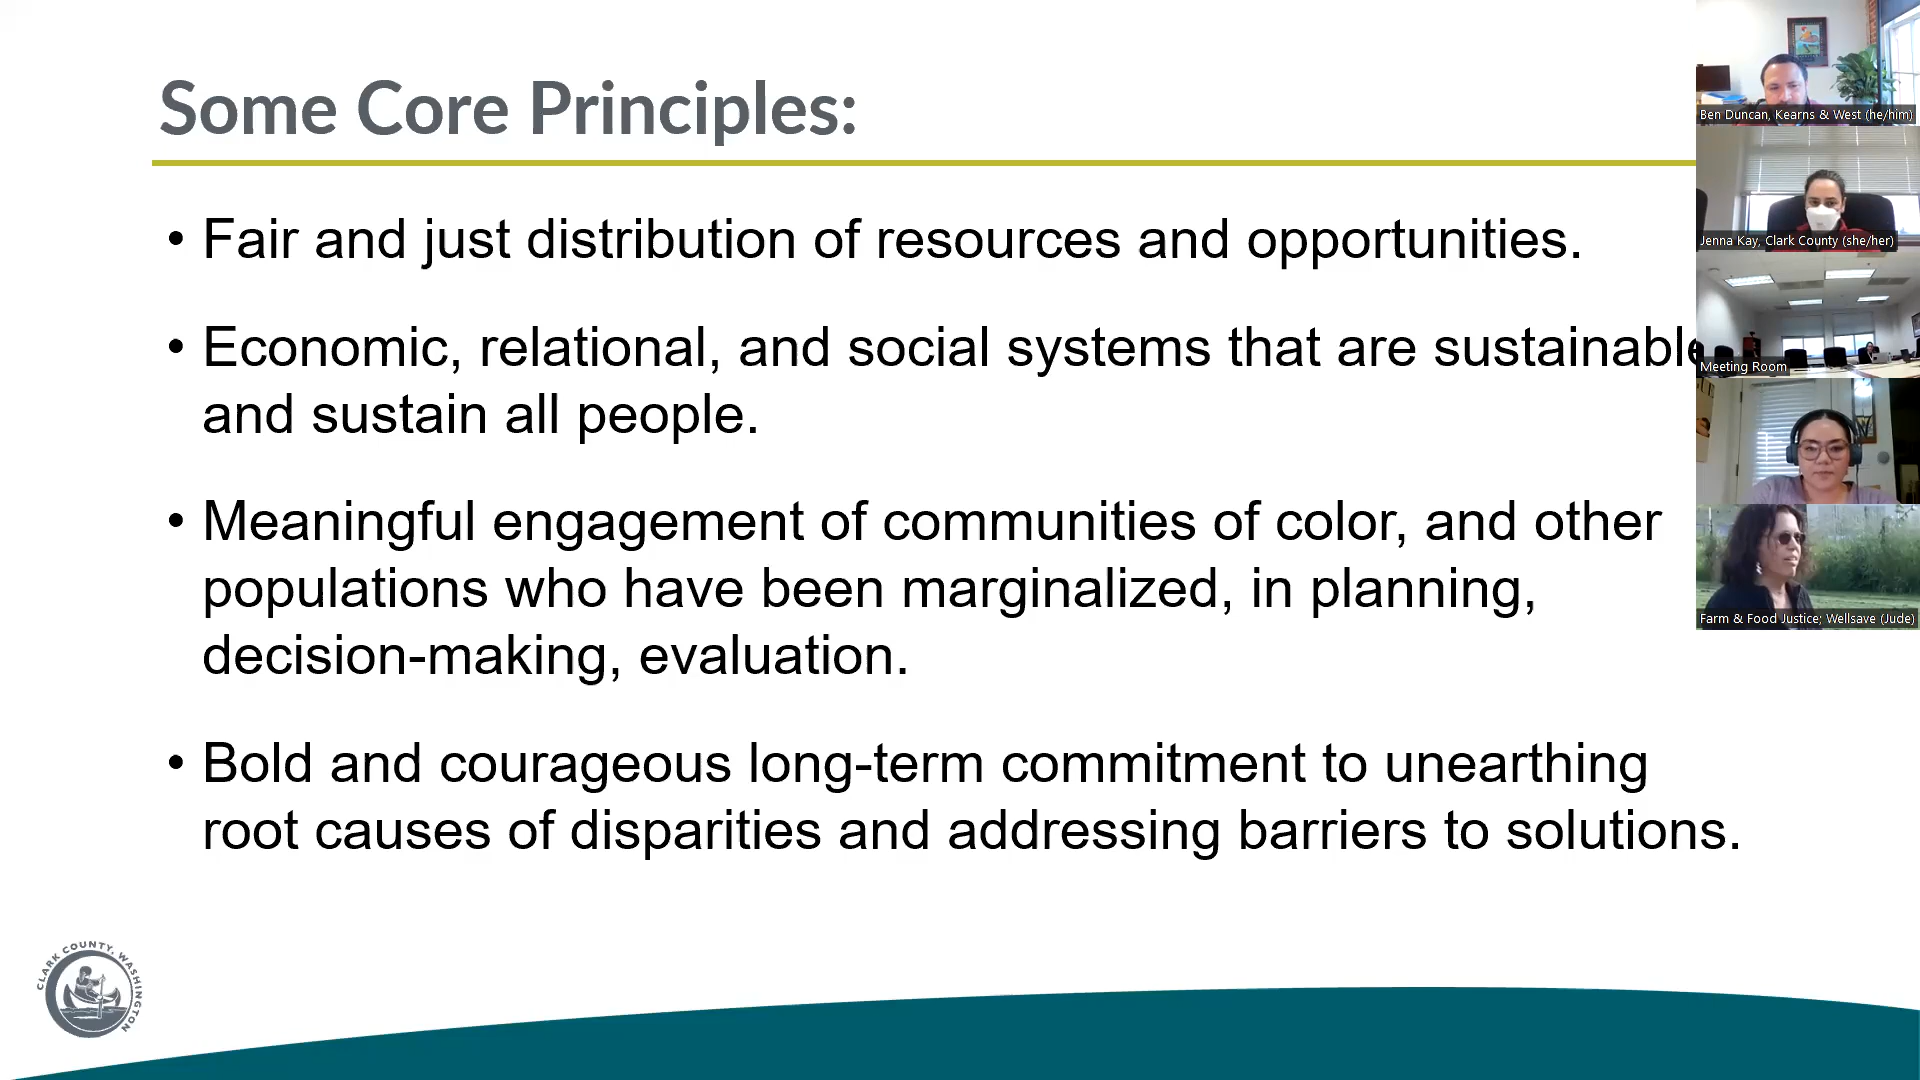 Some Core Principles:
• Fair and just distribution of resources and opportunities.
• Economic, relational, and social systems that are sustainable
and sustain all people.
• Meaningful engagement of communities of color, and other
populations who have been marginalized, in planning,
decision-making, evaluation.
• Bold and courageous long-term commitment to unearthing
root causes of disparities and addressing barriers to solutions.
CLARK COUNTY, WASHINGTON
Ben Duncan, Kearns & West (he/him)
Jenna Kay, Clark County (she/her)
Meeting Room
Farm & Food Justice; Wellsave (Jude)